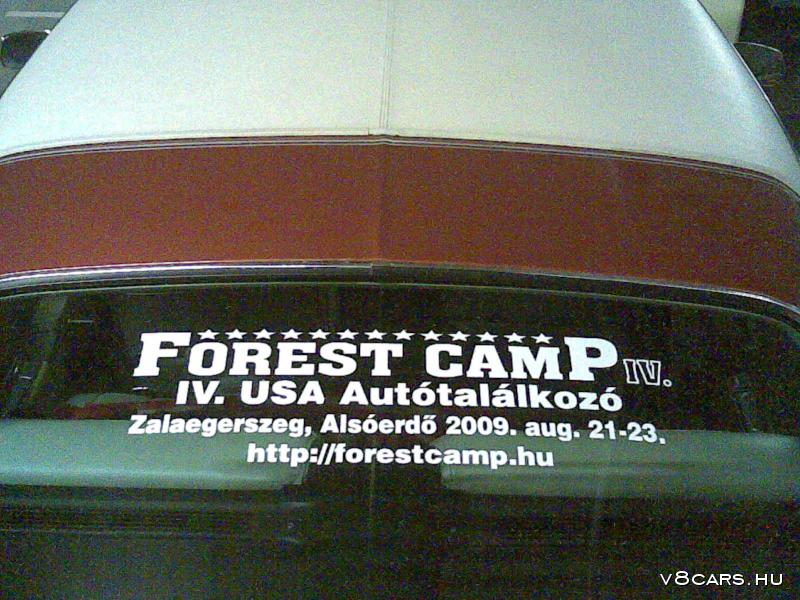 FOREST CAMP IV.
IV. USA Autótalálkozó
Zalaegerszeg, Alsóerdő 2009. aug. 21-23.
http://forestcamp.hu
v8cars.hu